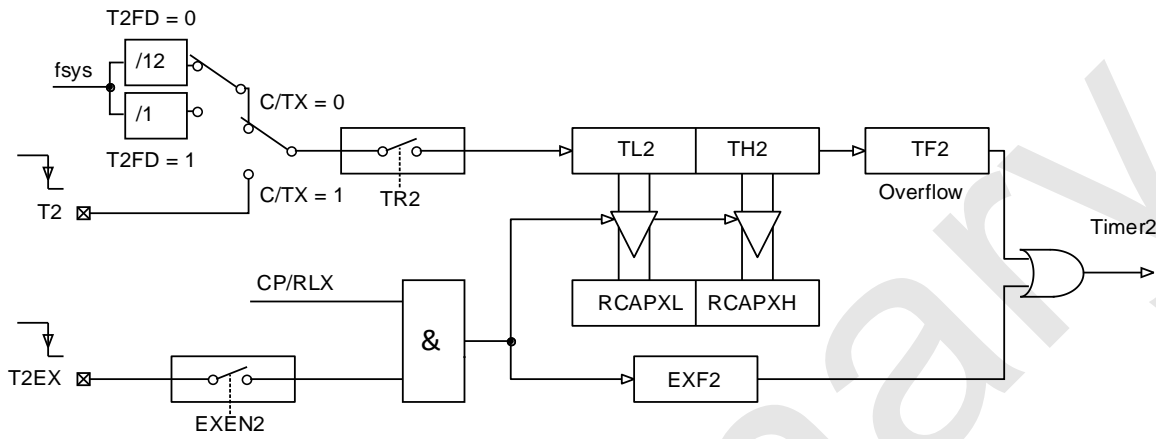 T2FD = 0
/12
fsys
/1
C/TX = 0
T2FD = 1
C/TX = 1
T2
TR2
TL2
TH2
TF2
Overflow
Timer2
CP/RLX
&
RCAPXL
RCAPXH
T2EX
EXEN2
EXF2